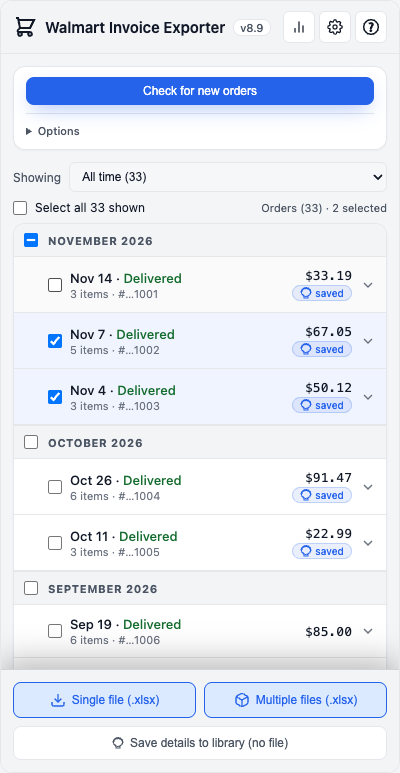 Walmart Invoice Exporter v8.9
Check for new orders
Options
Showing All time (33)
Select all 33 shown Orders (33) · 2 selected
NOVEMBER 2026
Nov 14 · Delivered $33.19
3 items · #…1001 saved
Nov 7 · Delivered $67.05
5 items · #…1002 saved
Nov 4 · Delivered $50.12
3 items · #…1003 saved
OCTOBER 2026
Oct 26 · Delivered $91.47
6 items · #…1004 saved
Oct 11 · Delivered $22.99
3 items · #…1005 saved
SEPTEMBER 2026
Sep 19 · Delivered $85.00
6 items · #…1006
Single file (.xlsx) Multiple files (.xlsx)
Save details to library (no file)